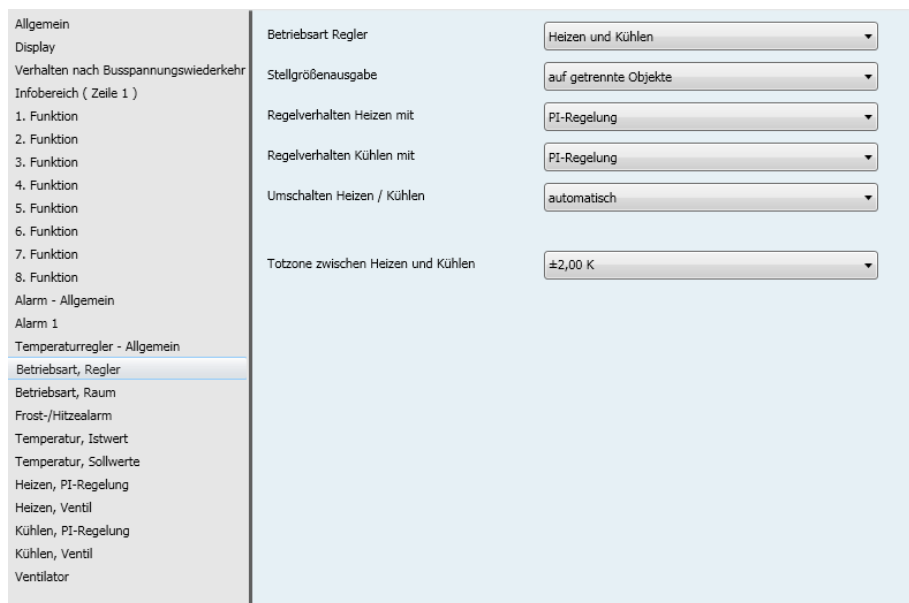 Allgemein
Display
Verhalten nach Busspannungswiederkehr
Infobereich ( Zeile 1 )
1. Funktion
2. Funktion
3. Funktion
4. Funktion
5. Funktion
6. Funktion
7. Funktion
8. Funktion
Alarm - Allgemein
Alarm 1
Temperaturregler - Allgemein
Betriebsart, Regler
Betriebsart, Raum
Frost-/Hitzealarm
Temperatur, Istwert
Temperatur, Sollwerte
Heizen, PI-Regelung
Heizen, Ventil
Kühlen, PI-Regelung
Kühlen, Ventil
Ventilator
Betriebsart Regler Heizen und Kühlen
Stellgrößenausgabe auf getrennte Objekte
Regelverhalten Heizen mit PI-Regelung
Regelverhalten Kühlen mit PI-Regelung
Umschalten Heizen / Kühlen automatisch
Totzone zwischen Heizen und Kühlen ±2,00 K